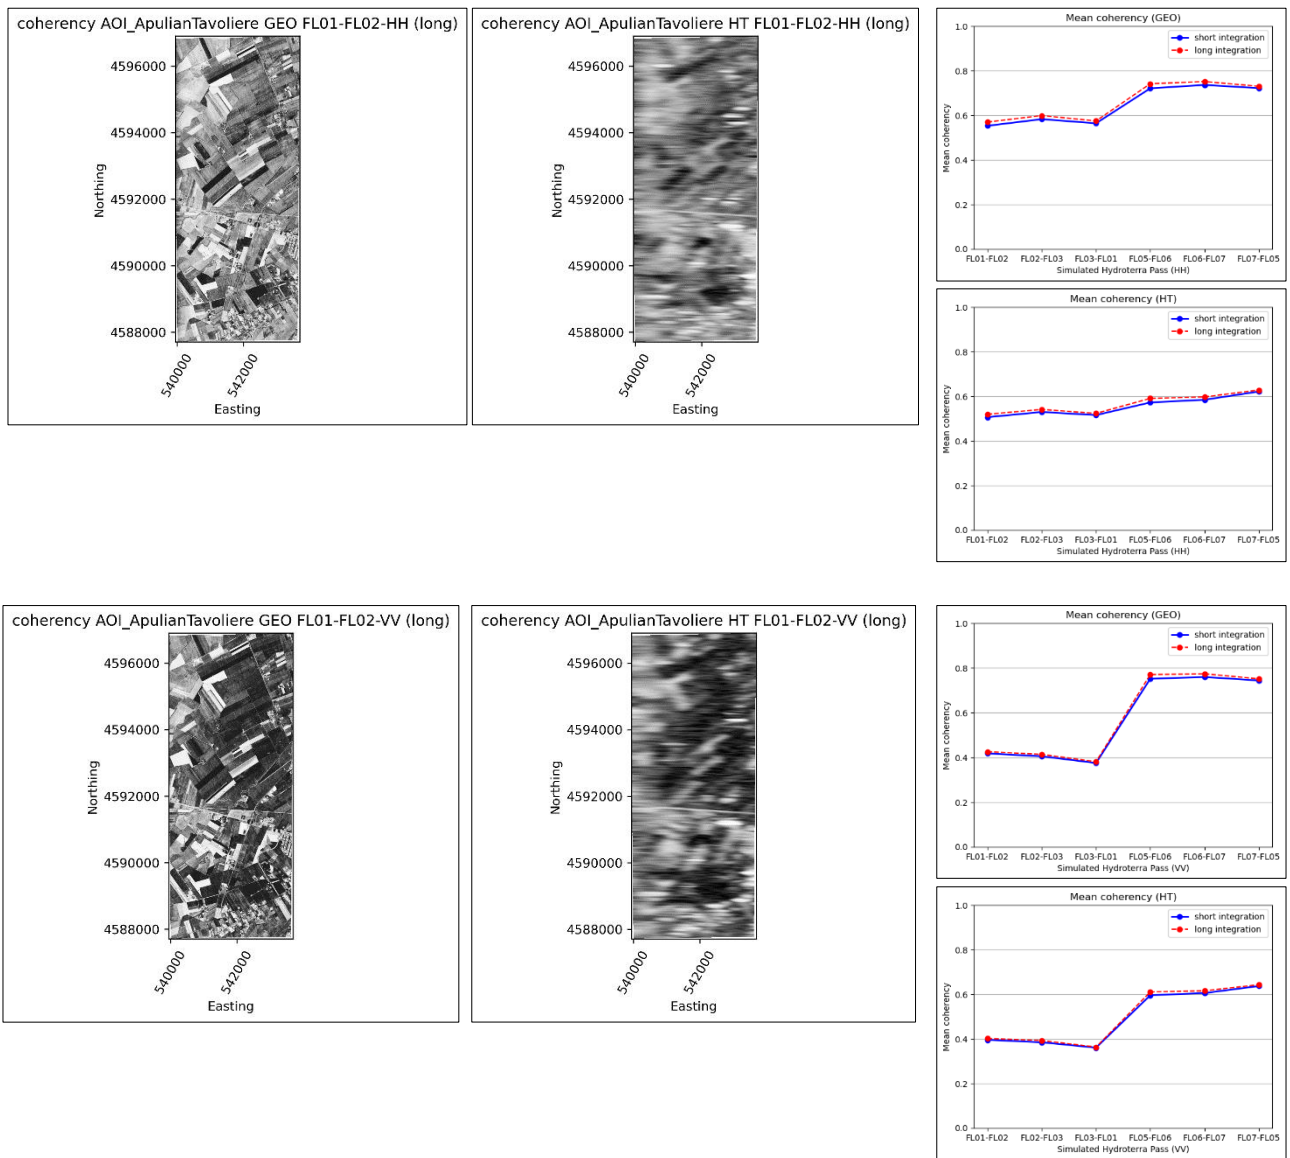 coherency AOI_ApulianTavoliere GEO FL01-FL02-HH (long)
4596000
4594000
4592000
4590000
4588000
Northing
540000
542000
Easting
coherency AOI_ApulianTavoliere HT FL01-FL02-HH (long)
4596000
4594000
4592000
4590000
4588000
Northing
540000
542000
Easting
Mean coherency (GEO)
short integration
long integration
1.0
0.8
0.6
0.4
0.2
0.0
Mean coherency
FL01-FL02 FL02-FL03 FL03-FL01 FL05-FL06 FL06-FL07 FL07-FL05
Simulated Hydroterra Pass (HH)
Mean coherency (HT)
short integration
long integration
1.0
0.8
0.6
0.4
0.2
0.0
Mean coherency
FL01-FL02 FL02-FL03 FL03-FL01 FL05-FL06 FL06-FL07 FL07-FL05
Simulated Hydroterra Pass (HH)
coherency AOI_ApulianTavoliere GEO FL01-FL02-VV (long)
4596000
4594000
4592000
4590000
4588000
Northing
540000
542000
Easting
coherency AOI_ApulianTavoliere HT FL01-FL02-VV (long)
4596000
4594000
4592000
4590000
4588000
Northing
540000
542000
Easting
Mean coherency (GEO)
short integration
long integration
1.0
0.8
0.6
0.4
0.2
0.0
Mean coherency
FL01-FL02 FL02-FL03 FL03-FL01 FL05-FL06 FL06-FL07 FL07-FL05
Simulated Hydroterra Pass (VV)
Mean coherency (HT)
short integration
long integration
1.0
0.8
0.6
0.4
0.2
0.0
Mean coherency
FL01-FL02 FL02-FL03 FL03-FL01 FL05-FL06 FL06-FL07 FL07-FL05
Simulated Hydroterra Pass (VV)